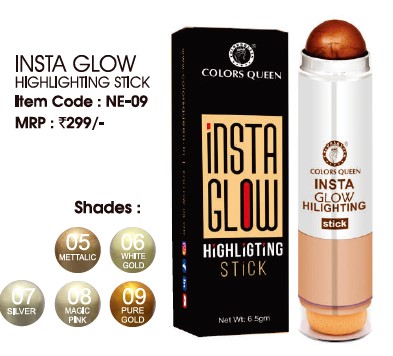 INSTA GLOW
HIGHLIGHTING STICK
Item Code : NE-09
MRP : ₹299/-
Shades :
05
METTALIC
06
WHITE
GOLD
07
SILVER
08
MAGIC
PINK
09
PURE
GOLD
COLORS QUEEN
INSTA
GLOW
HIGHLIGTING
STICK
Net Wt: 6.5gm
COLORS QUEEN
INSTA
GLOW
HILIGHTING
stick